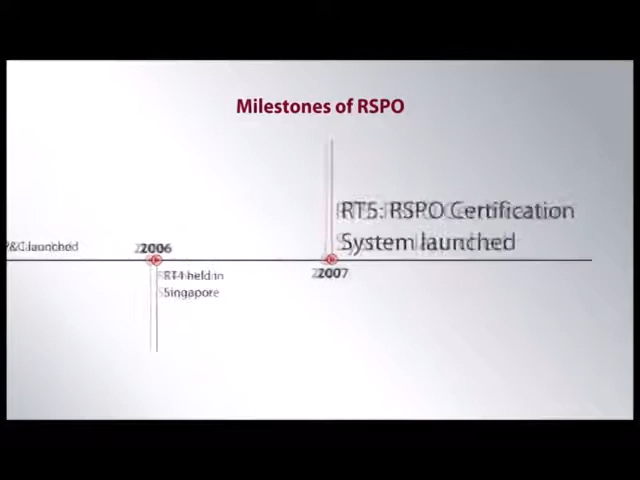 Milestones of RSPO
RT5: RSPO Certification
System launched
P&C launched
2006
2007
RT4 held in
Singapore